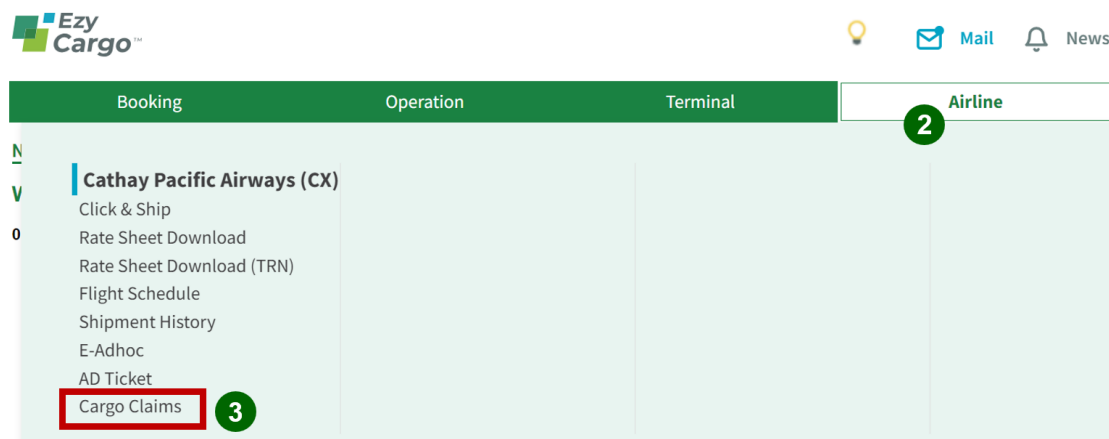 Ezy
Cargo™
Mail
News
Booking
Operation
Terminal
Airline
2
N
W
0
Cathay Pacific Airways (CX)
Click & Ship
Rate Sheet Download
Rate Sheet Download (TRN)
Flight Schedule
Shipment History
E-Adhoc
AD Ticket
Cargo Claims
3